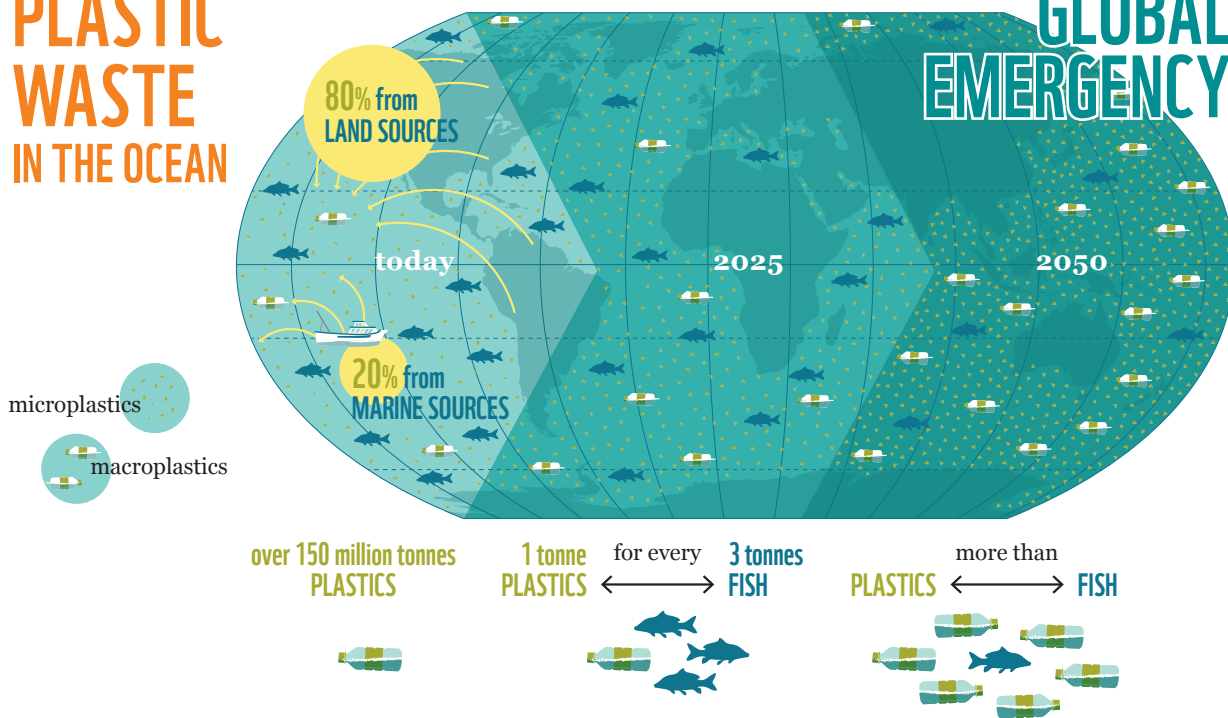 PLASTIC
WASTE
IN THE OCEAN
GLOBAL
EMERGENCY
80% from
LAND SOURCES
today
2025
2050
20% from
MARINE SOURCES
microplastics
macroplastics
over 150 million tonnes
PLASTICS
1 tonne
PLASTICS
for every
3 tonnes
FISH
more than
PLASTICS
FISH